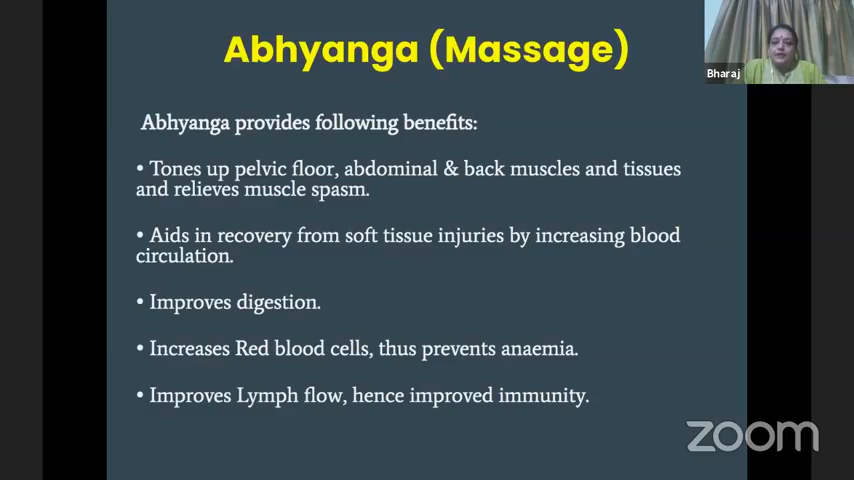 Abhyanga (Massage)
Bharaj
Abhyanga provides following benefits:
• Tones up pelvic floor, abdominal & back muscles and tissues
and relieves muscle spasm.
• Aids in recovery from soft tissue injuries by increasing blood
circulation.
• Improves digestion.
• Increases Red blood cells, thus prevents anaemia.
• Improves Lymph flow, hence improved immunity.
zoom